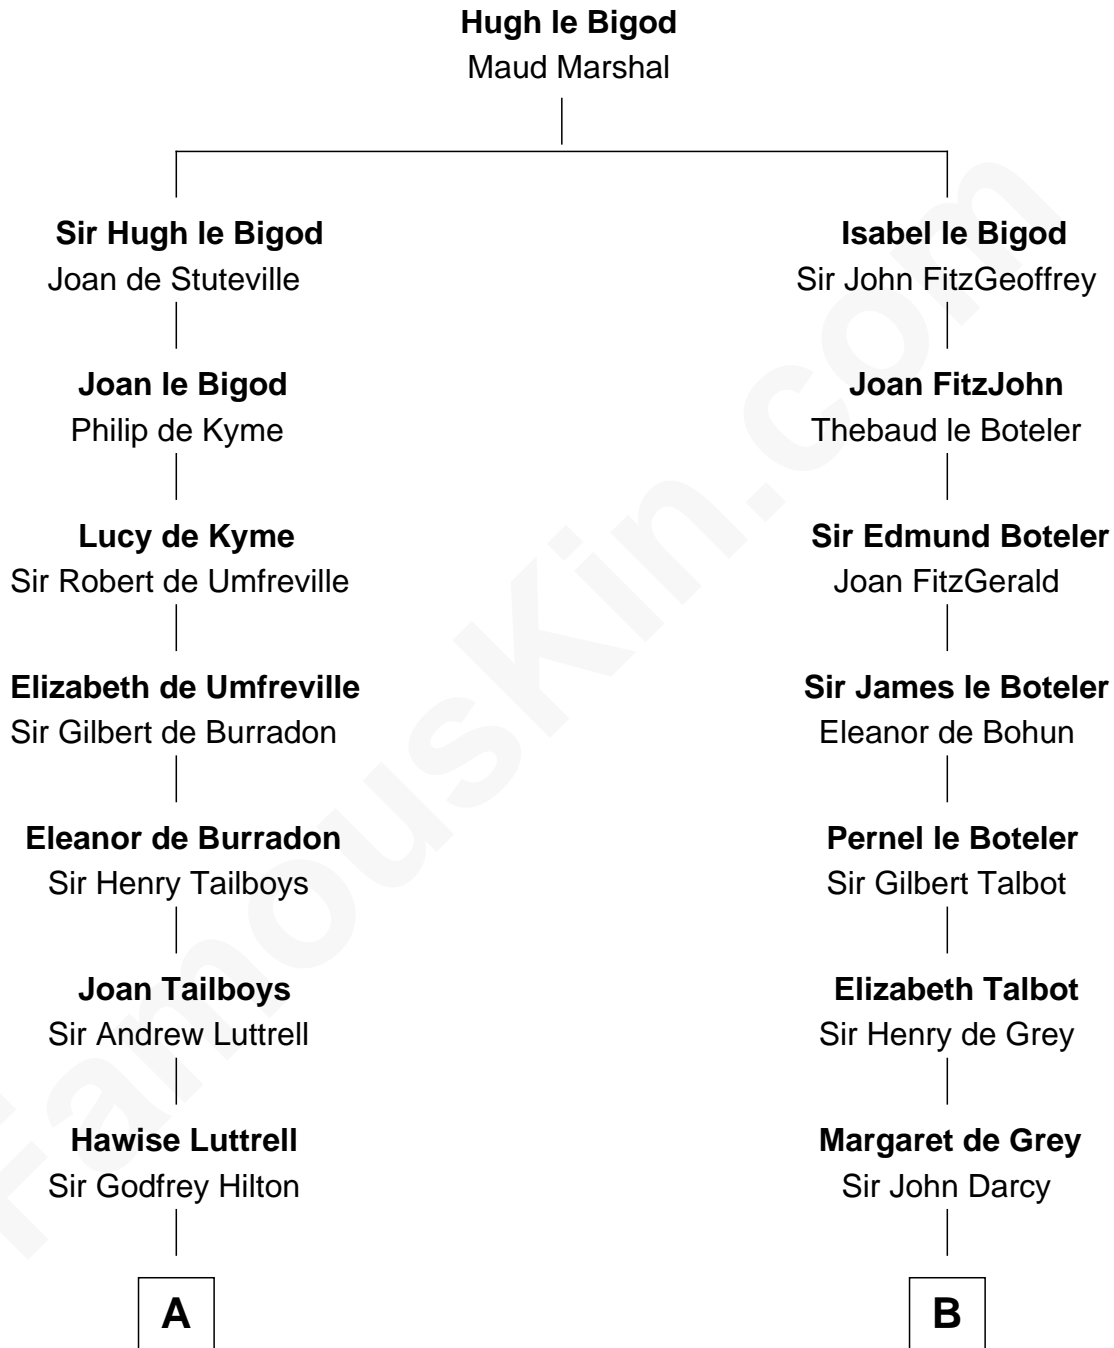 Hugh le Bigod
Maud Marshal
Sir Hugh le Bigod
Joan de Stuteville
Isabel le Bigod
Sir John FitzGeoffrey
Joan le Bigod
Philip de Kyme
Joan FitzJohn
Thebaud le Boteler
Lucy de Kyme
Sir Robert de Umfreville
Sir Edmund Boteler
Joan FitzGerald
Elizabeth de Umfreville
Sir Gilbert de Burradon
Sir James le Boteler
Eleanor de Bohun
Eleanor de Burradon
Sir Henry Tailboys
Pernel le Boteler
Sir Gilbert Talbot
Joan Tailboys
Sir Andrew Luttrell
Elizabeth Talbot
Sir Henry de Grey
Hawise Luttrell
Sir Godfrey Hilton
Margaret de Grey
Sir John Darcy
A
B
FamousKin.com